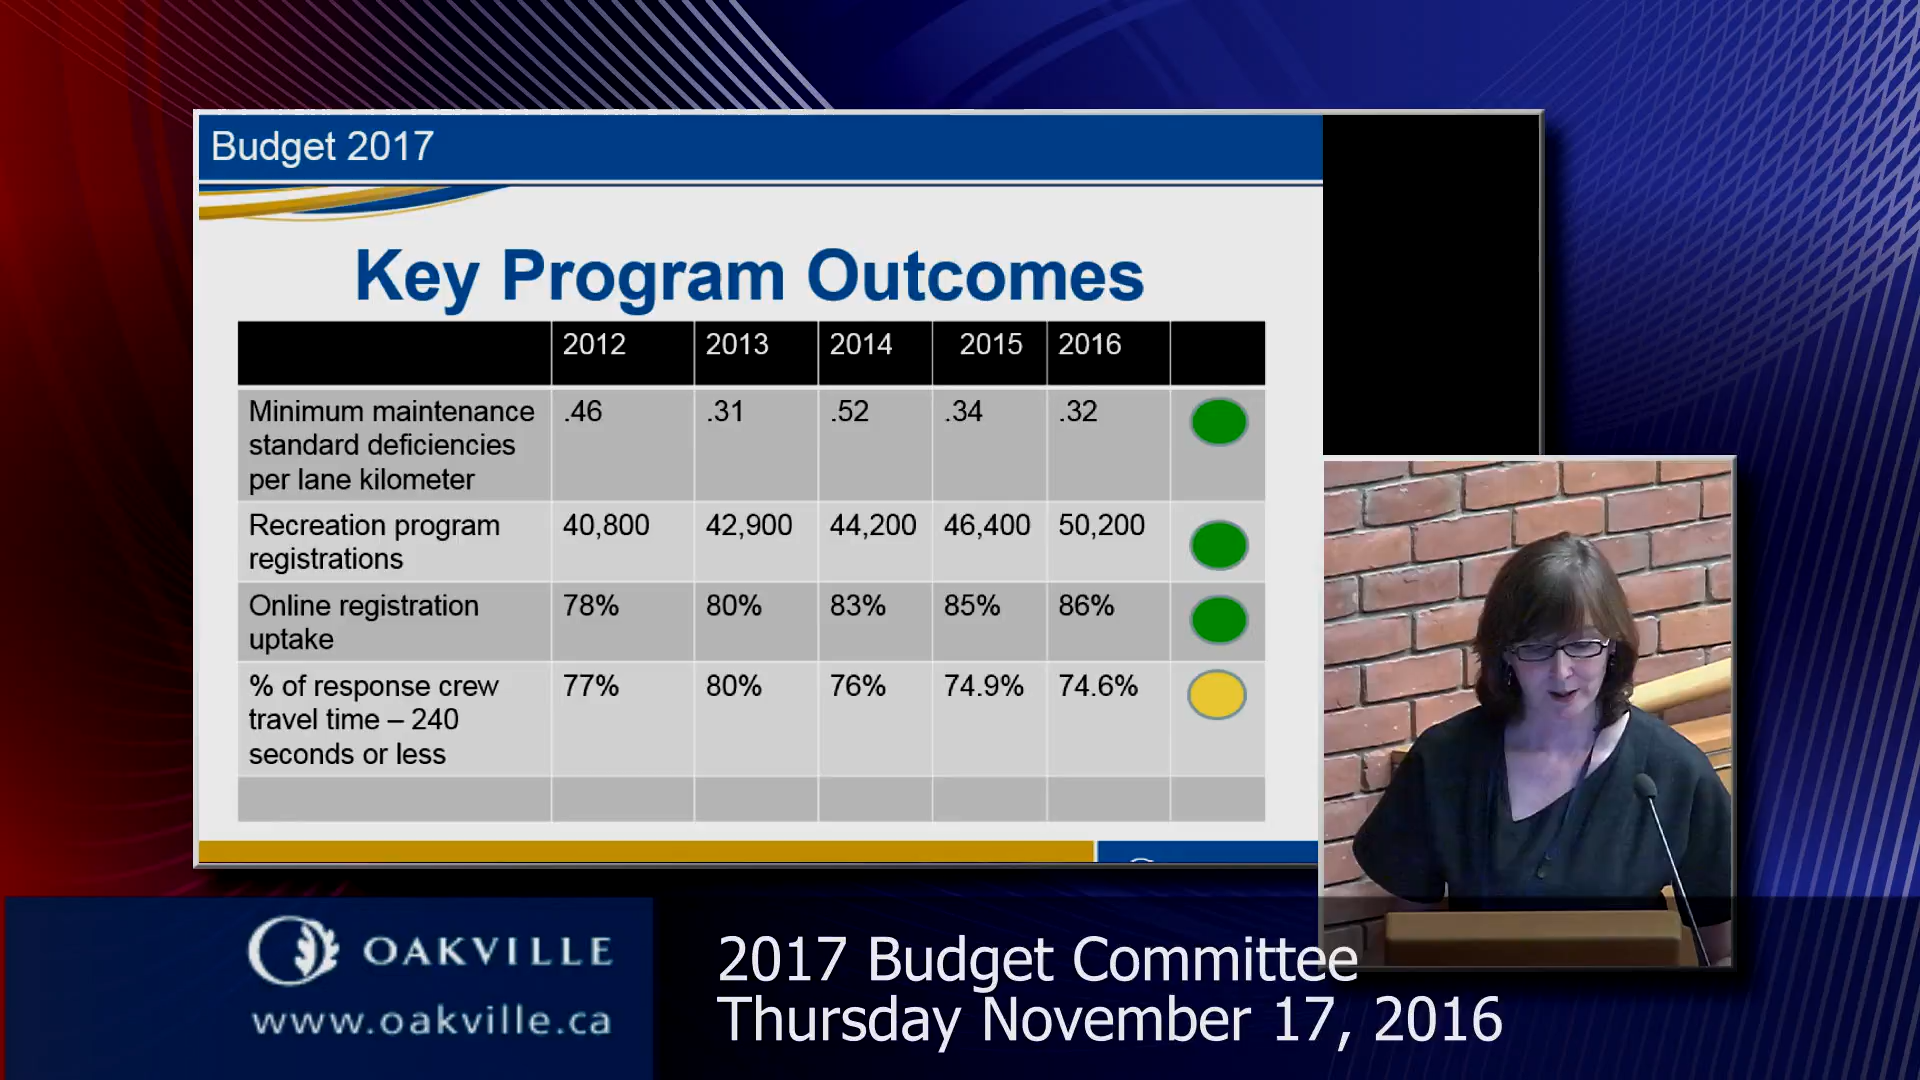 Budget 2017
Key Program Outcomes
2012 2013 2014 2015 2016
Minimum maintenance .46 .31 .52 .34 .32
standard deficiencies
per lane kilometer
Recreation program 40,800 42,900 44,200 46,400 50,200
registrations
Online registration 78% 80% 83% 85% 86%
uptake
% of response crew 77% 80% 76% 74.9% 74.6%
travel time – 240
seconds or less
OAKVILLE
www.oakville.ca
2017 Budget Committee
Thursday November 17, 2016